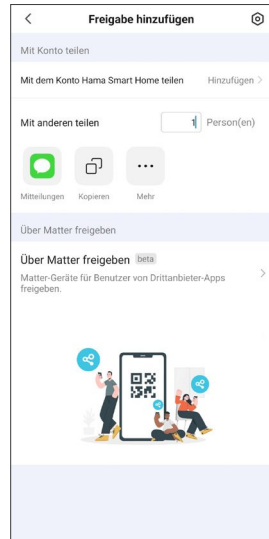 Freigabe hinzufügen
Mit Konto teilen
Mit dem Konto Hama Smart Home teilen Hinzufügen >
Mit anderen teilen 1 Person(en)
Mitteilungen Kopieren Mehr
Über Matter freigeben
Über Matter freigeben beta
Matter-Geräte für Benutzer von Drittanbieter-Apps
freigeben.